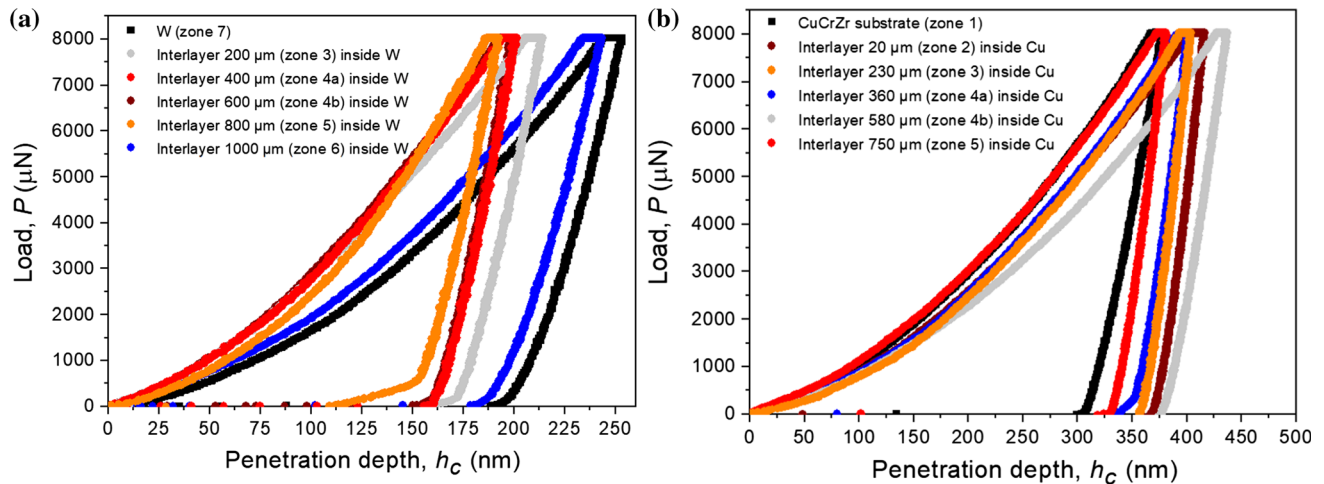 (a)
8000
7000
6000
5000
4000
3000
2000
1000
0
Load, P (μN)
W (zone 7)
Interlayer 200 μm (zone 3) inside W
Interlayer 400 μm (zone 4a) inside W
Interlayer 600 μm (zone 4b) inside W
Interlayer 800 μm (zone 5) inside W
Interlayer 1000 μm (zone 6) inside W
0 25 50 75 100 125 150 175 200 225 250
Penetration depth, hc (nm)
(b)
8000
7000
6000
5000
4000
3000
2000
1000
0
Load, P (μN)
CuCrZr substrate (zone 1)
Interlayer 20 μm (zone 2) inside Cu
Interlayer 230 μm (zone 3) inside Cu
Interlayer 360 μm (zone 4a) inside Cu
Interlayer 580 μm (zone 4b) inside Cu
Interlayer 750 μm (zone 5) inside Cu
0 50 100 150 200 250 300 350 400 450 500
Penetration depth, hc (nm)